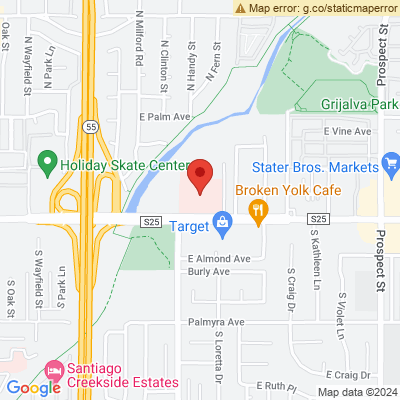 Map error: g.co/staticmaperror
Oak St
N Wayfield St
N Park Ln
N Milford Rd
N Clinton St
N Handy St
N Fern St
Prospect St
Grijalva Park
E Palm Ave
E Vine Ave
55
Holiday Skate Center
Stater Bros. Markets
Broken Yolk Cafe
S25
Target
S25
S Oak St
S Wayfield St
S Park Ln
E Almond Ave
Burly Ave
S Craig Dr
S Kathleen Ln
S Violet Ln
Prospect St
Palmyra Ave
S Loretta Dr
Santiago
Creekside Estates
E Craig Dr
E Ruth Pl
Google
Map data ©2024